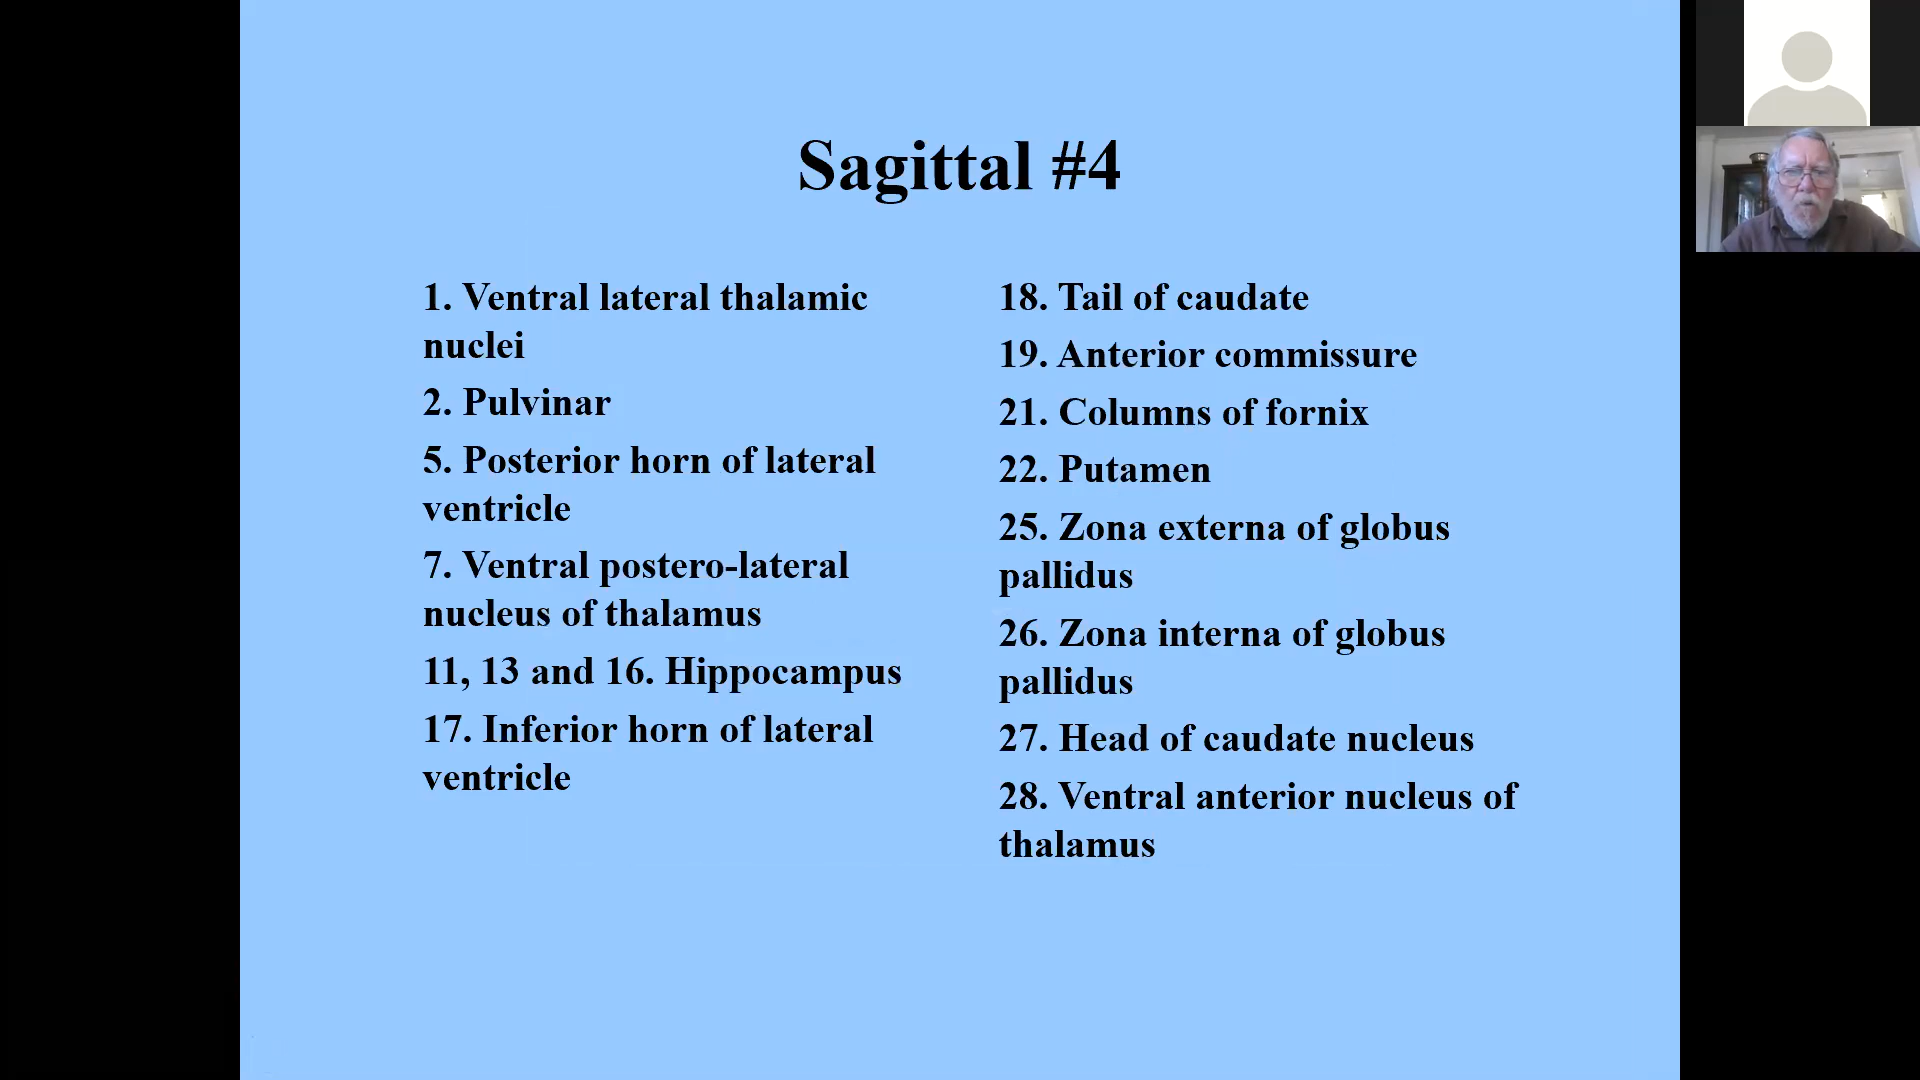 Sagittal #4
1. Ventral lateral thalamic
nuclei
2. Pulvinar
5. Posterior horn of lateral
ventricle
7. Ventral postero-lateral
nucleus of thalamus
11, 13 and 16. Hippocampus
17. Inferior horn of lateral
ventricle
18. Tail of caudate
19. Anterior commissure
21. Columns of fornix
22. Putamen
25. Zona externa of globus
pallidus
26. Zona interna of globus
pallidus
27. Head of caudate nucleus
28. Ventral anterior nucleus of
thalamus